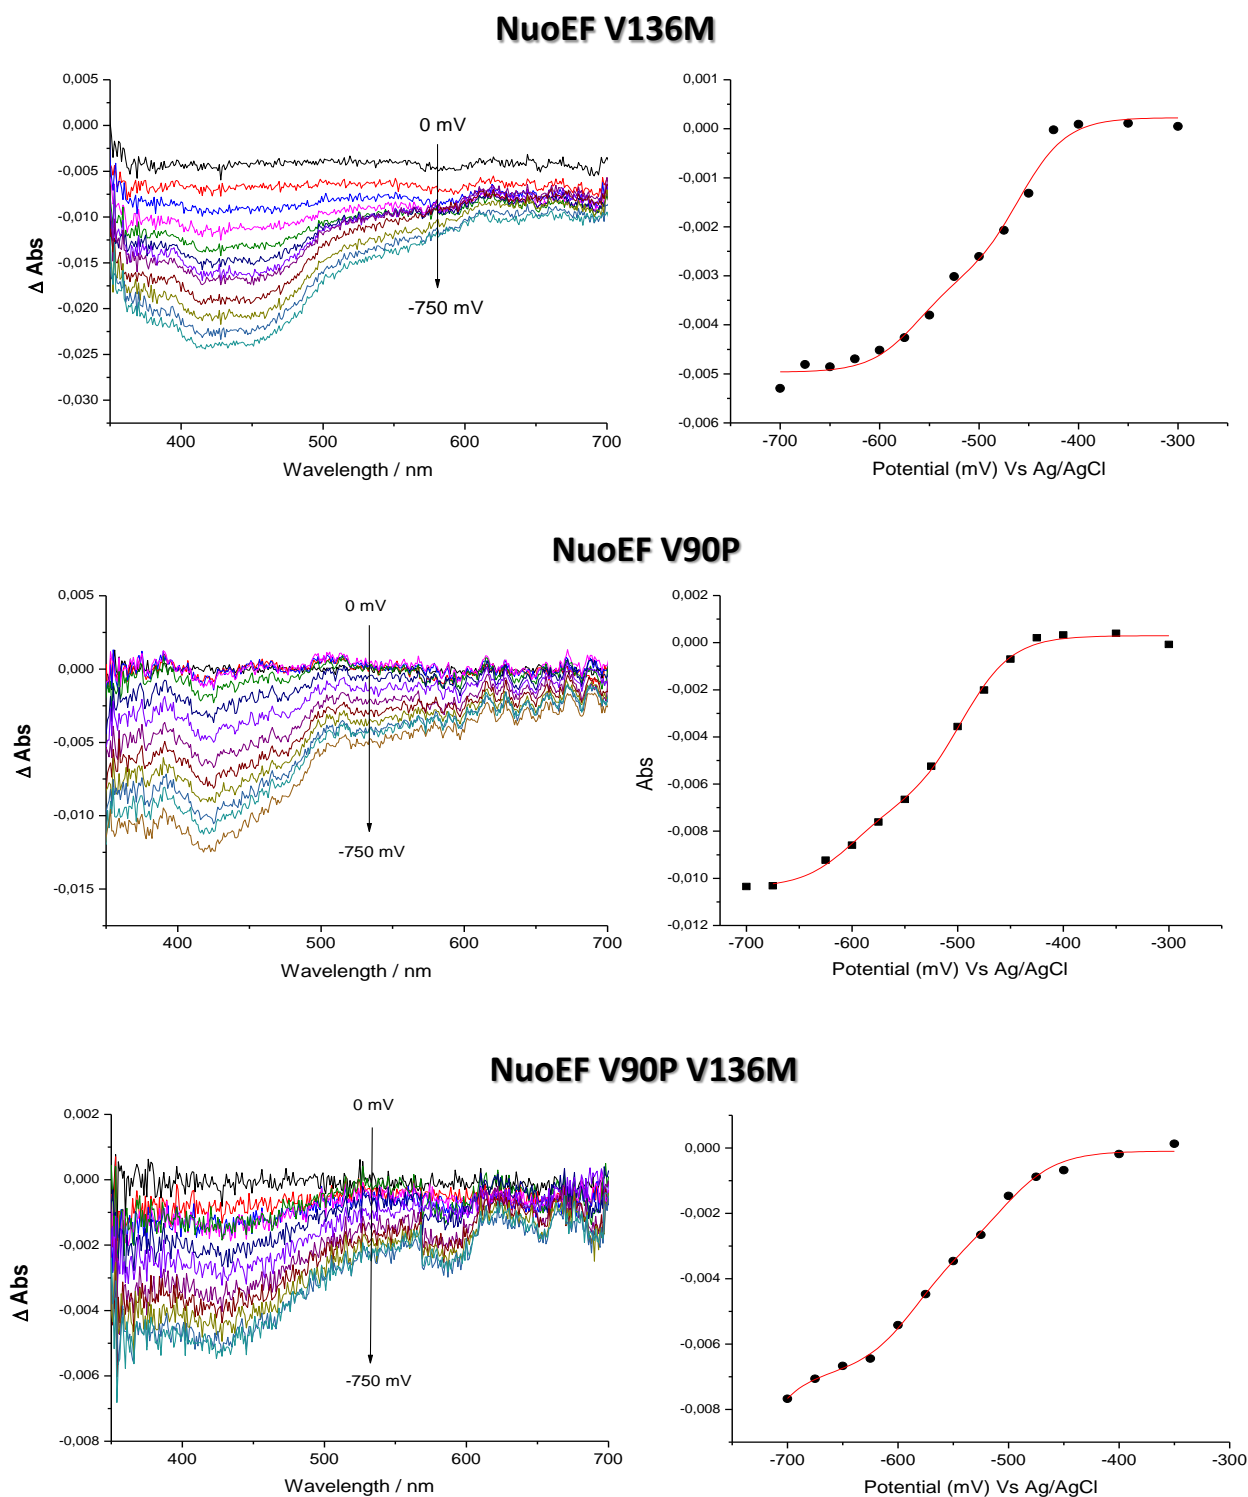 NuoEF V136M
0,005
0,000
-0,005
-0,010
-0,015
-0,020
-0,025
-0,030
Δ Abs
0 mV
-750 mV
400 500 600 700
Wavelength / nm
0,001
0,000
-0,001
-0,002
-0,003
-0,004
-0,005
-0,006
-700 -600 -500 -400 -300
Potential (mV) Vs Ag/AgCl
NuoEF V90P
0,005
0,000
-0,005
-0,010
-0,015
Δ Abs
0 mV
-750 mV
400 500 600 700
Wavelength / nm
0,002
0,000
-0,002
-0,004
-0,006
-0,008
-0,010
-0,012
Abs
-700 -600 -500 -400 -300
Potential (mV) Vs Ag/AgCl
NuoEF V90P V136M
0,002
0,000
-0,002
-0,004
-0,006
-0,008
Δ Abs
0 mV
-750 mV
400 500 600 700
Wavelength / nm
0,000
-0,002
-0,004
-0,006
-0,008
-700 -600 -500 -400 -300
Potential (mV) Vs Ag/AgCl